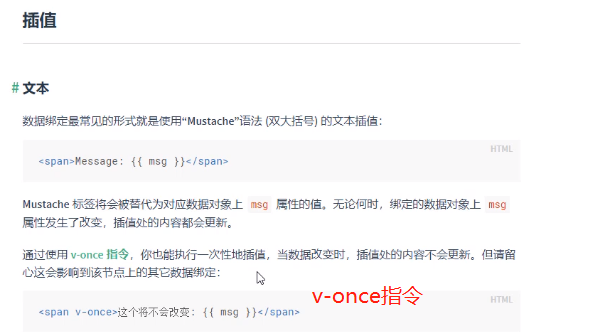 插值
# 文本
数据绑定最常见的形式就是使用“Mustache”语法 (双大括号) 的文本插值：
HTML
<span>Message: {{ msg }}</span>
Mustache 标签将会被替代为对应数据对象上 msg 属性的值。无论何时，绑定的数据对象上 msg
属性发生了改变，插值处的内容都会更新。
通过使用 v-once 指令，你也能执行一次性地插值，当数据改变时，插值处的内容不会更新。但请留
心这会影响到该节点上的其它数据绑定：
HTML
<span v-once>这个将不会改变: {{ msg }}</span>
v-once指令